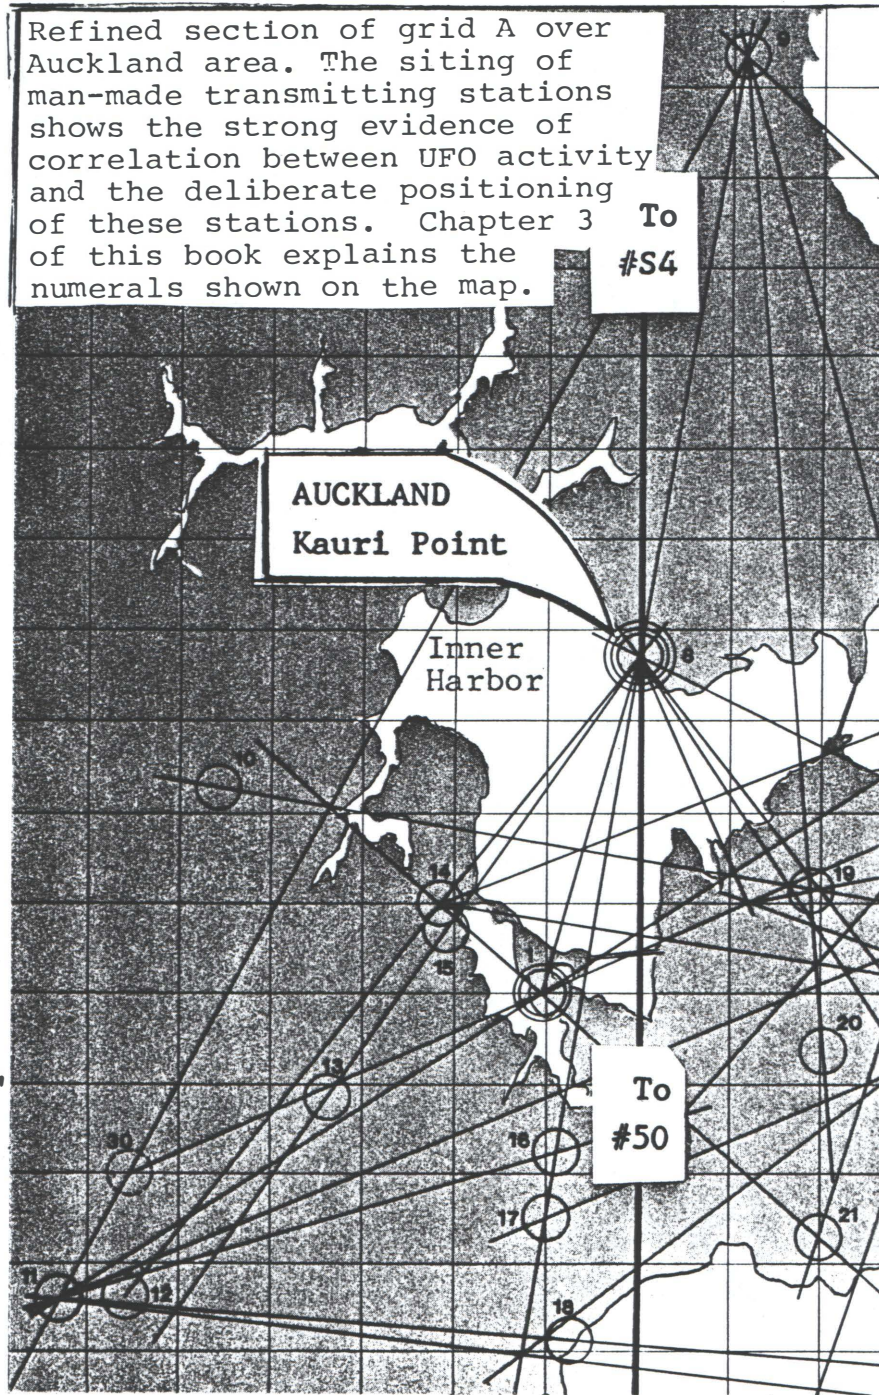 Refined section of grid A over
Auckland area. The siting of
man-made transmitting stations
shows the strong evidence of
correlation between UFO activity
and the deliberate positioning
of these stations. Chapter 3
of this book explains the
numerals shown on the map.
9
To
#S4
AUCKLAND
Kauri Point
Inner
Harbor
8
10
14
19
15
1
20
13
To
#50
30
16
17
21
11
12
18